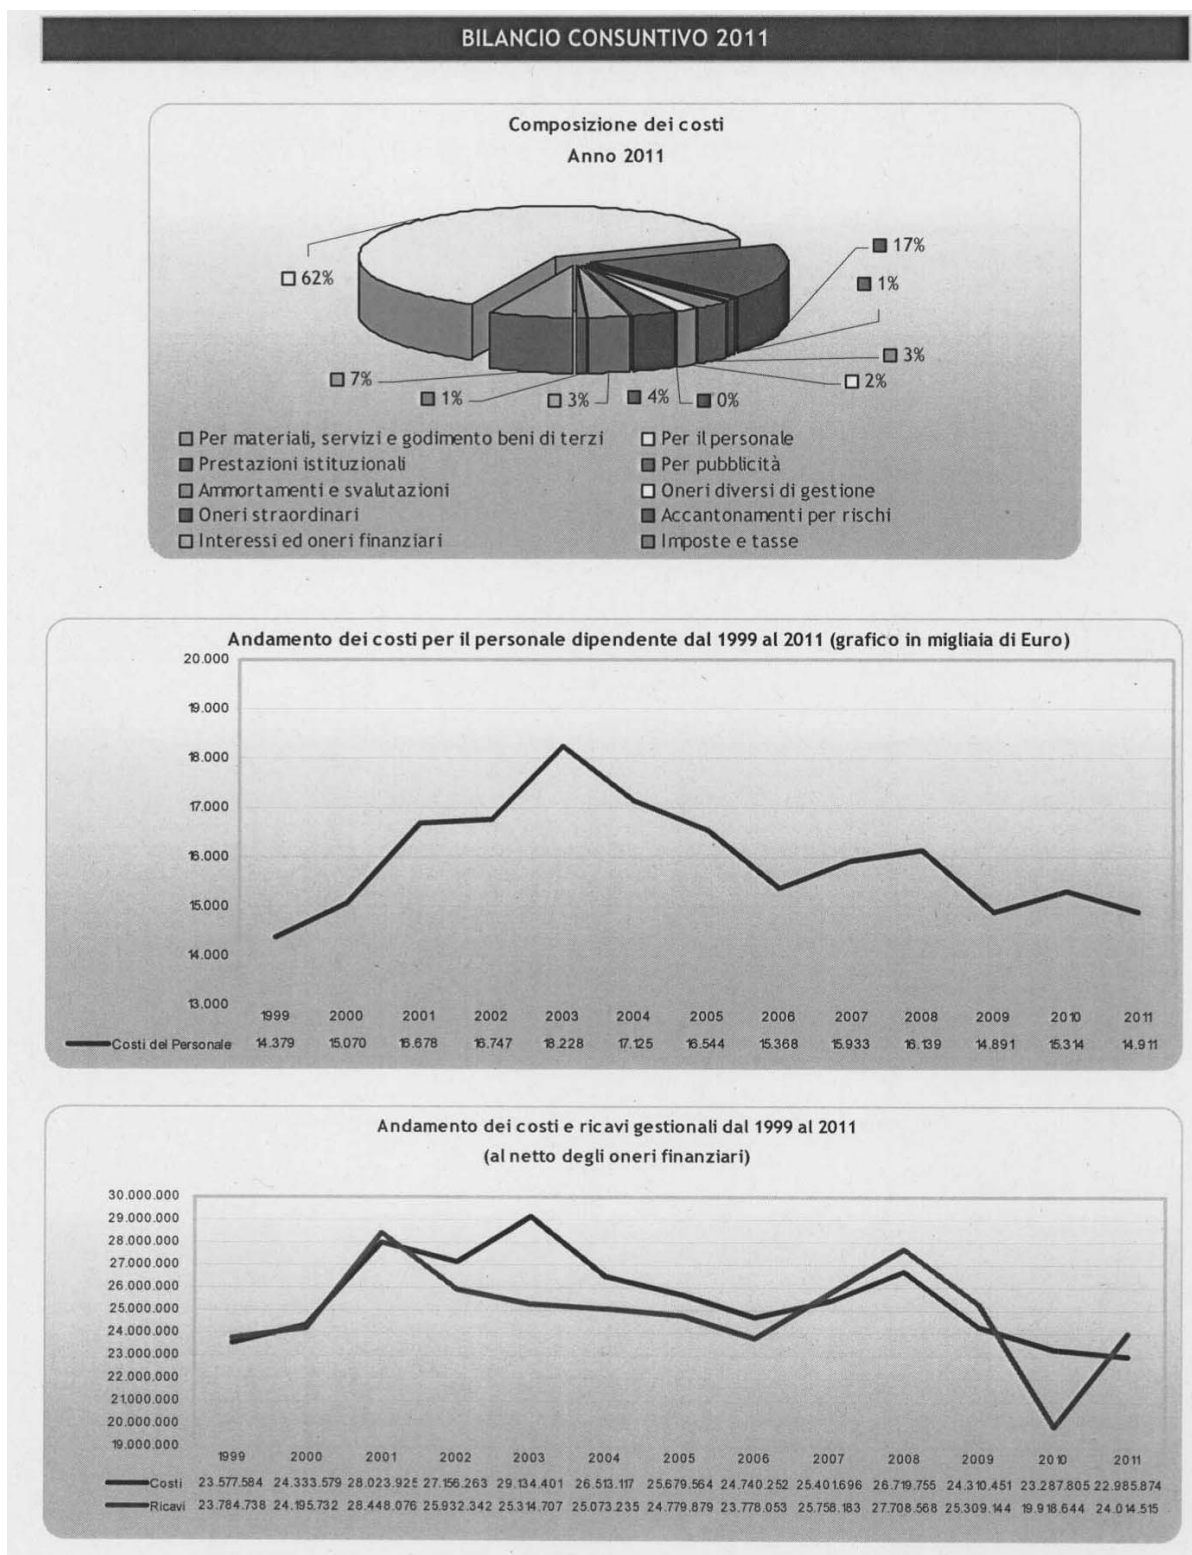 BILANCIO CONSUNTIVO 2011
Composizione dei costi
Anno 2011
17%
62%
1%
3%
7%
2%
1%
3%
4%
0%
Per materiali, servizi e godimento beni di terzi
Per il personale
Prestazioni istituzionali
Per pubblicità
Ammortamenti e svalutazioni
Oneri diversi di gestione
Oneri straordinari
Accantonamenti per rischi
Interessi ed oneri finanziari
Imposte e tasse
Andamento dei costi per il personale dipendente dal 1999 al 2011 (grafico in migliaia di Euro)
20.000
19.000
18.000
17.000
16.000
15.000
14.000
13.000
1999 2000 2001 2002 2003 2004 2005 2006 2007 2008 2009 2010 2011
Costi del Personale 14.379 15.070 16.678 16.747 18.228 17.125 16.544 15.368 15.933 16.139 14.891 15.314 14.911
Andamento dei costi e ricavi gestionali dal 1999 al 2011
(al netto degli oneri finanziari)
30.000.000
29.000.000
28.000.000
27.000.000
26.000.000
25.000.000
24.000.000
23.000.000
22.000.000
21.000.000
20.000.000
19.000.000
1999 2000 2001 2002 2003 2004 2005 2006 2007 2008 2009 2010 2011
Costi 23.577.584 24.333.579 28.023.925 27.156.263 29.134.401 26.513.117 25.679.564 24.740.252 25.401.696 26.719.755 24.310.451 23.287.805 22.985.874
Ricavi 23.784.738 24.195.732 28.448.076 25.932.342 25.314.707 25.073.235 24.779.879 23.778.053 25.758.183 27.708.568 25.309.144 19.918.644 24.014.515